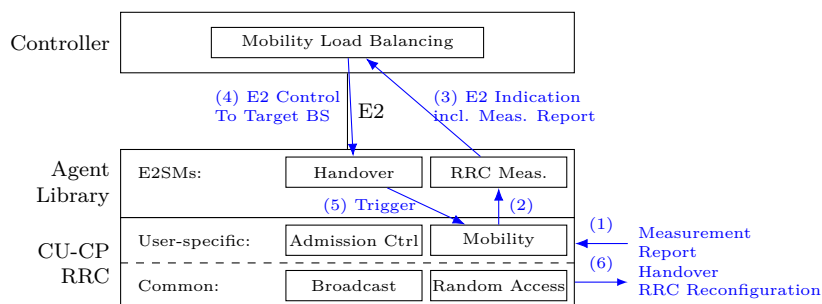 Controller
Mobility Load Balancing
(4) E2 Control
To Target BS
E2
(3) E2 Indication
incl. Meas. Report
Agent
Library
E2SMs:
Handover
RRC Meas.
(5) Trigger
(2)
CU-CP
RRC
User-specific:
Admission Ctrl
Mobility
(1)
Measurement
Report
Common:
Broadcast
Random Access
(6)
Handover
RRC Reconfiguration